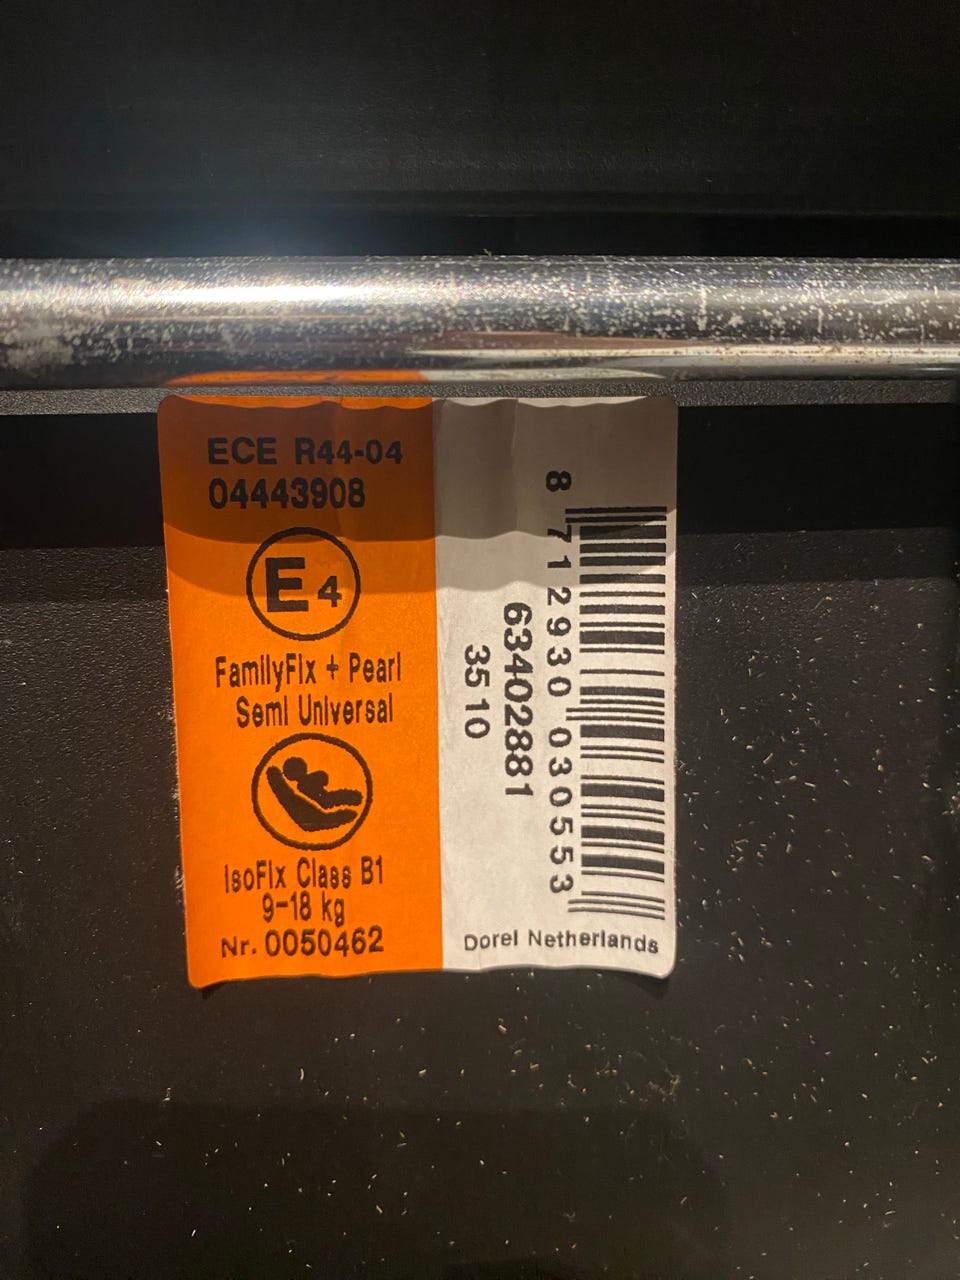 ECE R44-04
04443908
E4
FamilyFix + Pearl
Semi Universal
IsoFix Class B1
9-18 kg
Nr. 0050462
8 712930 030553
63402881
3510
Dorel Netherlands